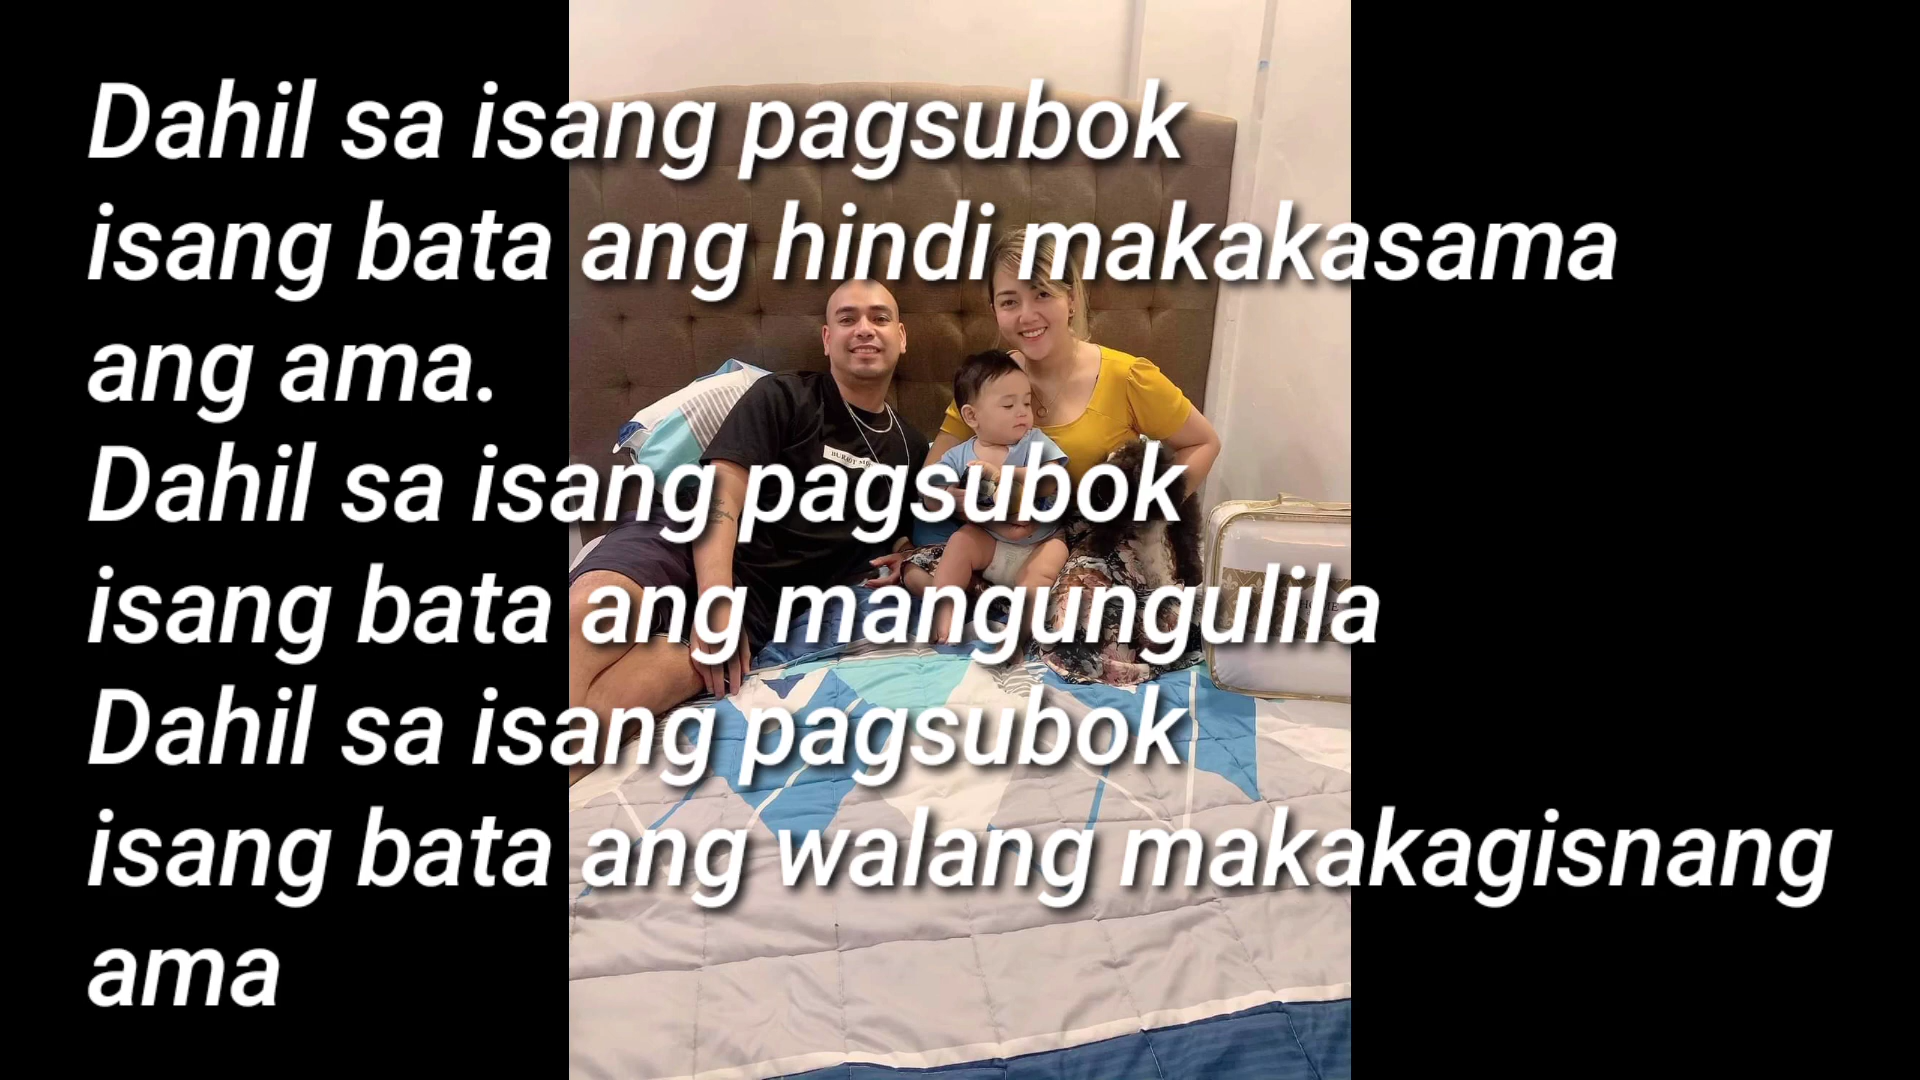 Dahil sa isang pagsubok
isang bata ang hindi makakasama
ang ama.
Dahil sa isang pagsubok
isang bata ang mangungulila
Dahil sa isang pagsubok
isang bata ang walang makakagisnang
ama